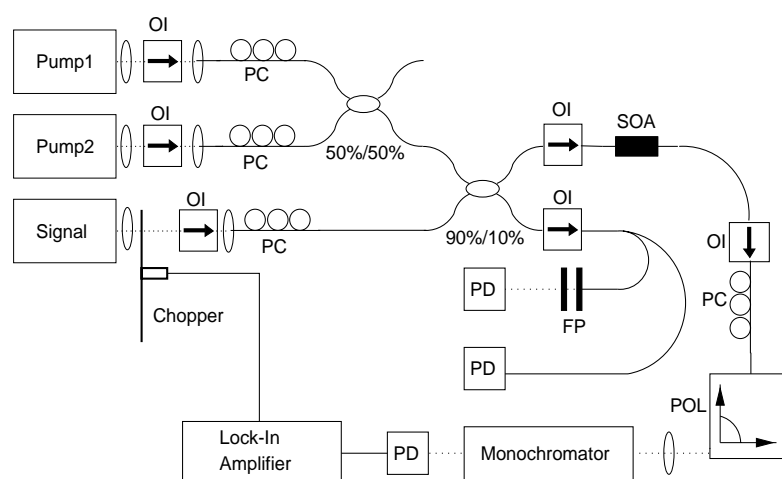 OI
Pump1
PC
OI
OI
SOA
Pump2
PC
50%/50%
OI
OI
Signal
PC
90%/10%
OI
PD
PC
Chopper
FP
PD
POL
Lock-In
Amplifier
PD
Monochromator